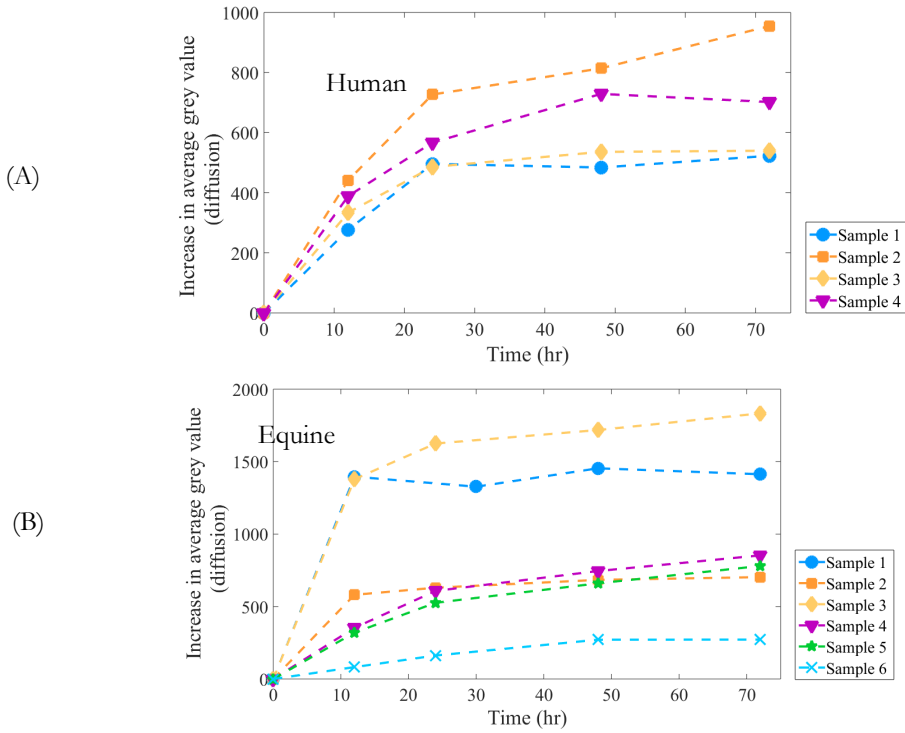 (A)
Human
Increase in average grey value
(diffusion)
1000
800
600
400
200
0
0 10 20 30 40 50 60 70
Time (hr)
Sample 1
Sample 2
Sample 3
Sample 4
(B)
Equine
Increase in average grey value
(diffusion)
2000
1500
1000
500
0
0 10 20 30 40 50 60 70
Time (hr)
Sample 1
Sample 2
Sample 3
Sample 4
Sample 5
Sample 6